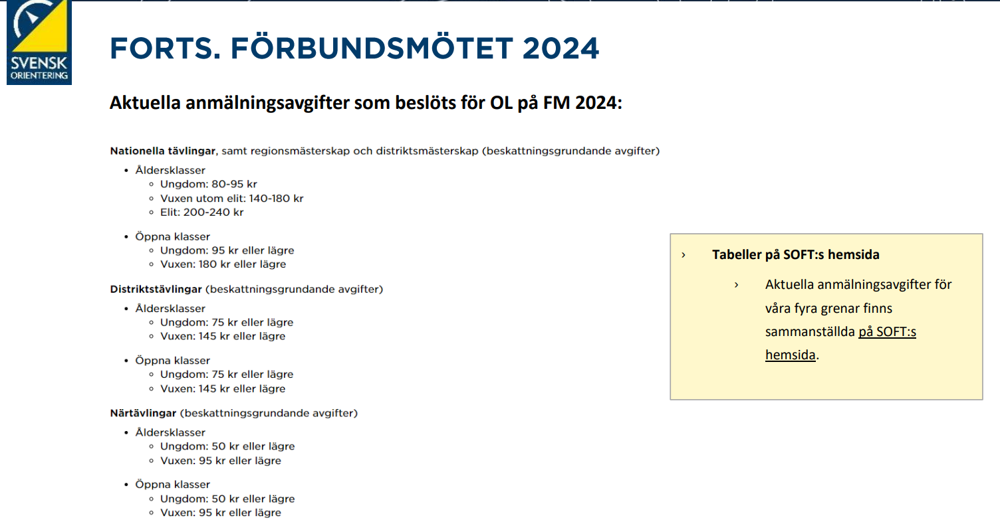 SVENSK
ORIENTERING
FORTS. FÖRBUNDSMÖTET 2024
Aktuella anmälningsavgifter som beslöts för OL på FM 2024:
Nationella tävlingar, samt regionsmästerskap och distriktsmästerskap (beskattningsgrundande avgifter)
• Åldersklasser
◦ Ungdom: 80-95 kr
◦ Vuxen utom elit: 140-180 kr
◦ Elit: 200-240 kr
• Öppna klasser
◦ Ungdom: 95 kr eller lägre
◦ Vuxen: 180 kr eller lägre
Distriktstävlingar (beskattningsgrundande avgifter)
• Åldersklasser
◦ Ungdom: 75 kr eller lägre
◦ Vuxen: 145 kr eller lägre
• Öppna klasser
◦ Ungdom: 75 kr eller lägre
◦ Vuxen: 145 kr eller lägre
Närtävlingar (beskattningsgrundande avgifter)
• Åldersklasser
◦ Ungdom: 50 kr eller lägre
◦ Vuxen: 95 kr eller lägre
• Öppna klasser
◦ Ungdom: 50 kr eller lägre
◦ Vuxen: 95 kr eller lägre
› Tabeller på SOFT:s hemsida
› Aktuella anmälningsavgifter för
våra fyra grenar finns
sammanställda på SOFT:s
hemsida.